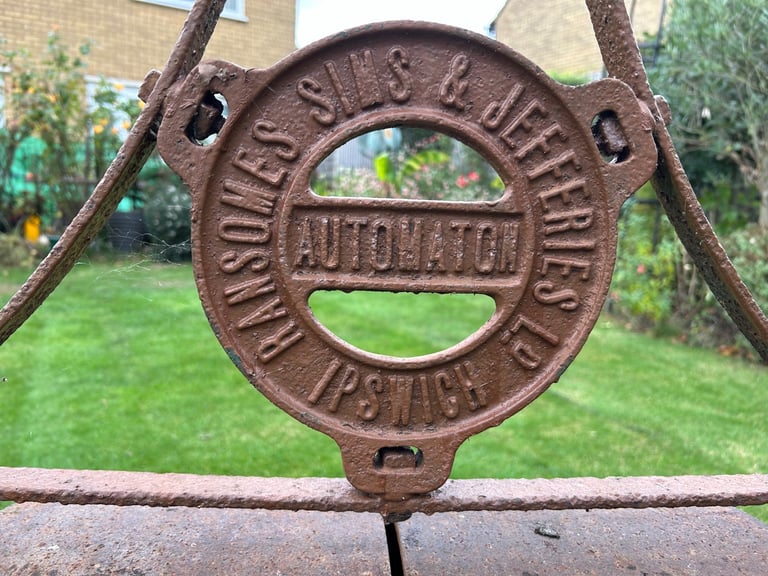 RANSOMES SIMS & JEFFERIES LD
AUTOMATON
IPSWICH